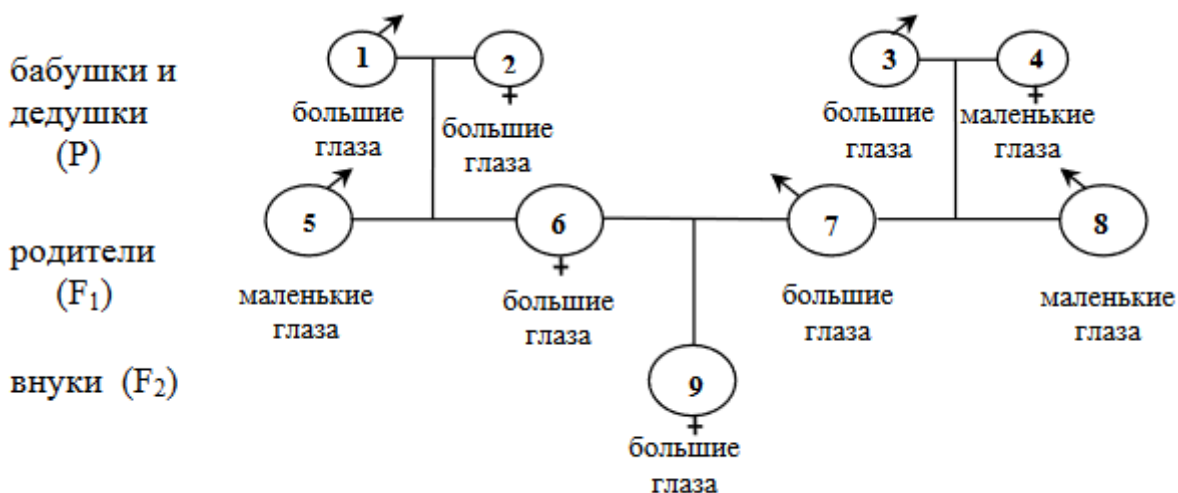 1
2
3
4
бабушки и
дедушки
(P)
большие
глаза
большие
глаза
большие
глаза
маленькие
глаза
5
6
7
8
родители
(F₁)
маленькие
глаза
большие
глаза
большие
глаза
маленькие
глаза
внуки (F₂)
9
большие
глаза